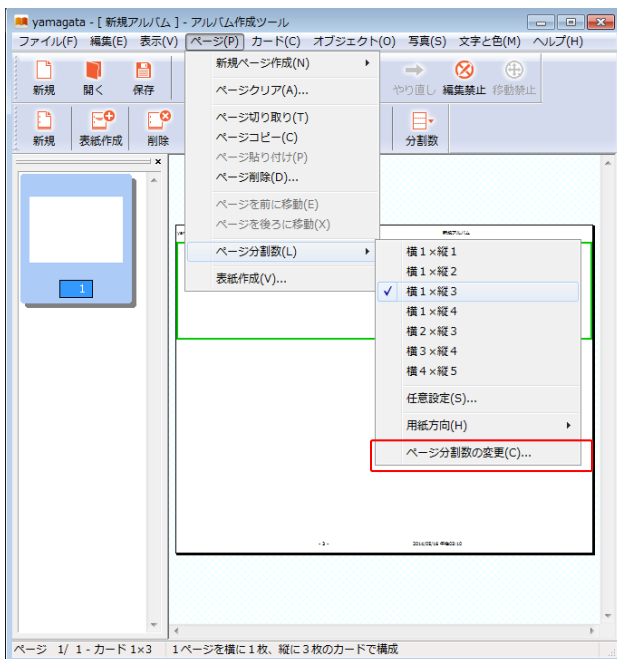 yamagata - [ 新規アルバム ] - アルバム作成ツール
ファイル(F) 編集(E) 表示(V) ページ(P) カード(C) オブジェクト(O) 写真(S) 文字と色(M) ヘルプ(H)
新規 開く 保存 やり直し 編集禁止 移動禁止
新規 表紙作成 削除 分割数
新規ページ作成(N)
ページクリア(A)...
ページ切り取り(T)
ページコピー(C)
ページ貼り付け(P)
ページ削除(D)...
ページを前に移動(E)
ページを後ろに移動(X)
ページ分割数(L)
表紙作成(V)...
横1×縦1
横1×縦2
横1×縦3
横1×縦4
横2×縦3
横3×縦4
横4×縦5
任意設定(S)...
用紙方向(H)
ページ分割数の変更(C)...
1
新規アルバム
- 3 -
ページ 1/ 1 - カード 1×3 1ページを横に1枚、縦に3枚のカードで構成